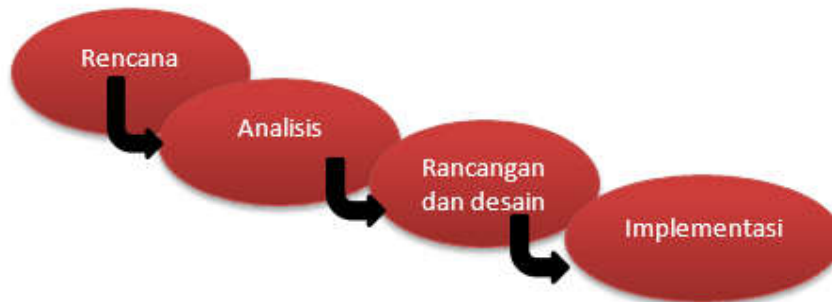 Rencana
Analisis
Rancangan
dan desain
Implementasi